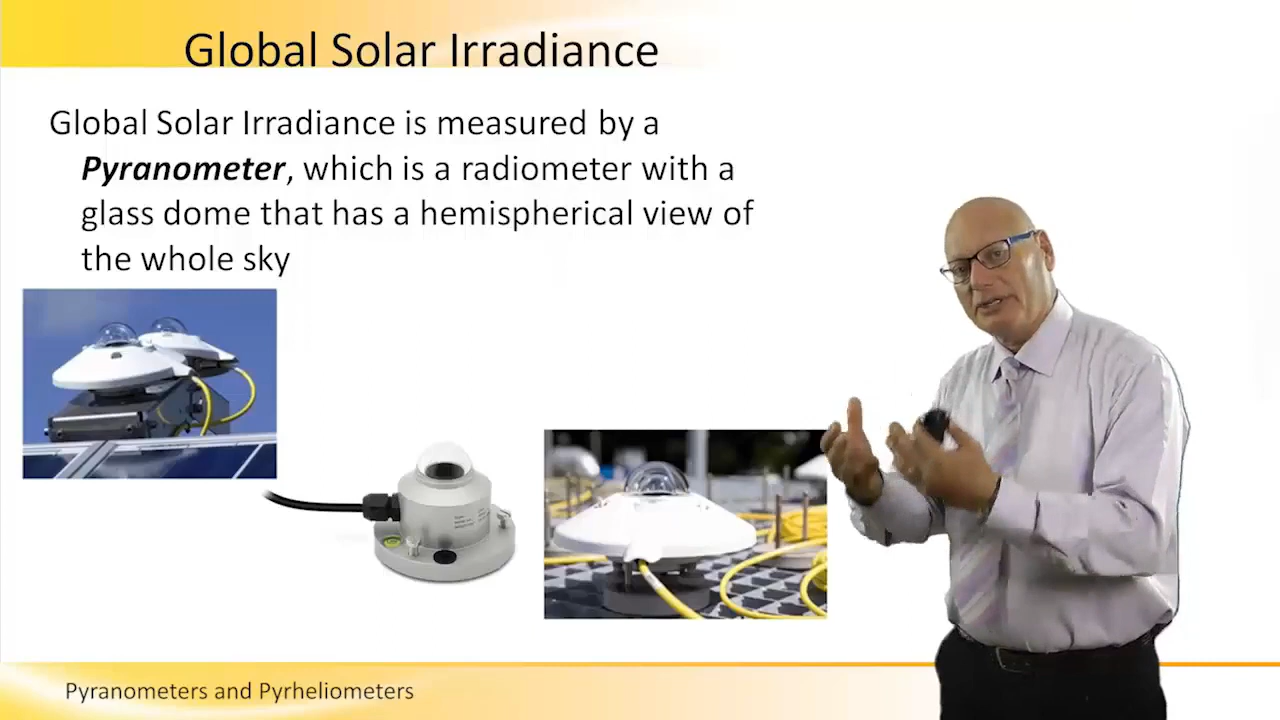 Global Solar Irradiance
Global Solar Irradiance is measured by a
Pyranometer, which is a radiometer with a
glass dome that has a hemispherical view of
the whole sky
Pyranometers and Pyrheliometers